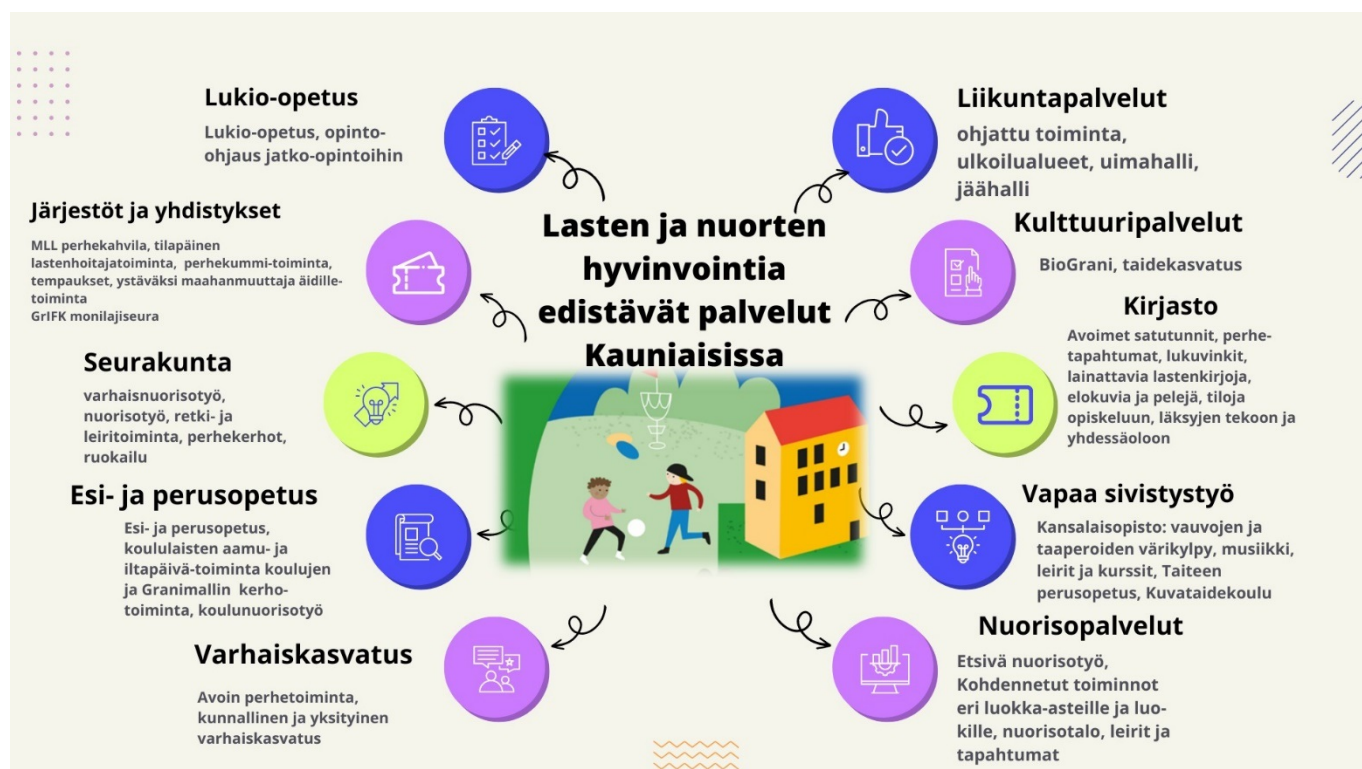 Lasten ja nuorten
hyvinvointia
edistävät palvelut
Kauniaisissa
Lukio-opetus
Lukio-opetus, opinto-
ohjaus jatko-opintoihin
Järjestöt ja yhdistykset
MLL perhekahvila, tilapäinen
lastenhoitajatoiminta, perhekummi-toiminta,
tempaukset, ystäväksi maahanmuuttaja äidille-
toiminta
GrIFK monilajiseura
Seurakunta
varhaisnuorisotyö,
nuorisotyö, retki- ja
leiritoiminta, perhekerhot,
ruokailu
Esi- ja perusopetus
Esi- ja perusopetus,
koululaisten aamu- ja
iltapäivä-toiminta koulujen
ja Granimallin kerho-
toiminta, koulunuorisotyö
Varhaiskasvatus
Avoin perhetoiminta,
kunnallinen ja yksityinen
varhaiskasvatus
Liikuntapalvelut
ohjattu toiminta,
ulkoilualueet, uimahalli,
jäähalli
Kulttuuripalvelut
BioGrani, taidekasvatus
Kirjasto
Avoimet satutunnit, perhe-
tapahtumat, lukuvinkit,
lainattavia lastenkirjoja,
elokuvia ja pelejä, tiloja
opiskeluun, läksyjen tekoon ja
yhdessäoloon
Vapaa sivistystyö
Kansalaisopisto: vauvojen ja
taaperoiden värikylpy, musiikki,
leirit ja kurssit, Taiteen
perusopetus, Kuvataidekoulu
Nuorisopalvelut
Etsivä nuorisotyö,
Kohdennetut toiminnot
eri luokka-asteille ja luo-
kille, nuorisotalo, leirit ja
tapahtumat